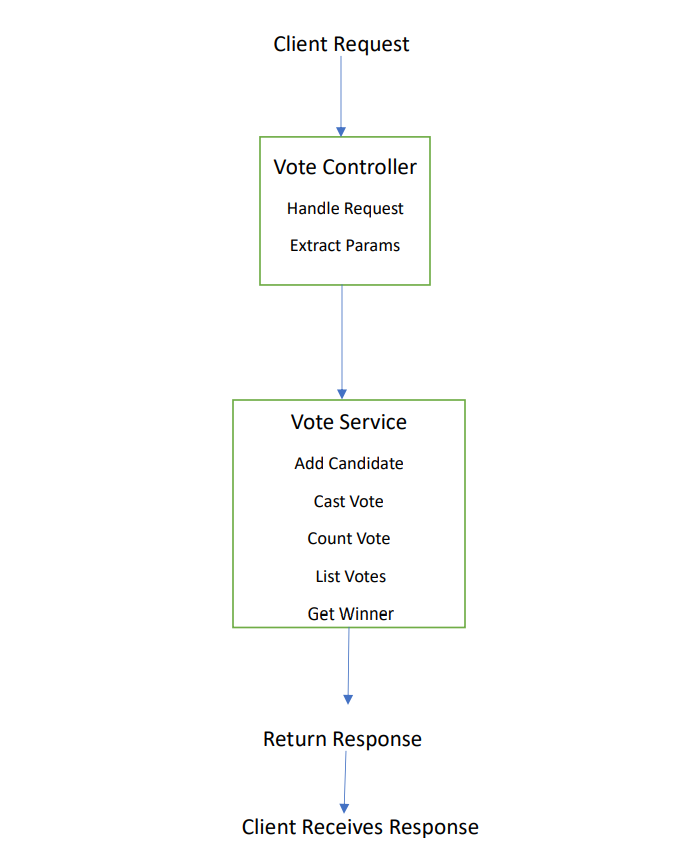 Client Request
Vote Controller
Handle Request
Extract Params
Vote Service
Add Candidate
Cast Vote
Count Vote
List Votes
Get Winner
Return Response
Client Receives Response